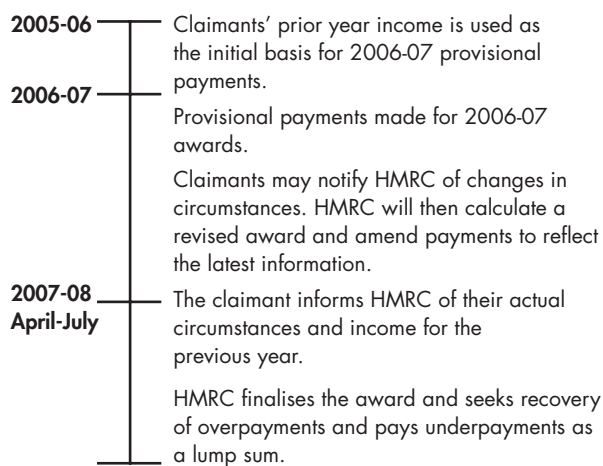 2005-06
Claimants’ prior year income is used as
the initial basis for 2006-07 provisional
payments.
2006-07
Provisional payments made for 2006-07
awards.
Claimants may notify HMRC of changes in
circumstances. HMRC will then calculate a
revised award and amend payments to reflect
the latest information.
2007-08
April-July
The claimant informs HMRC of their actual
circumstances and income for the
previous year.
HMRC finalises the award and seeks recovery
of overpayments and pays underpayments as
a lump sum.